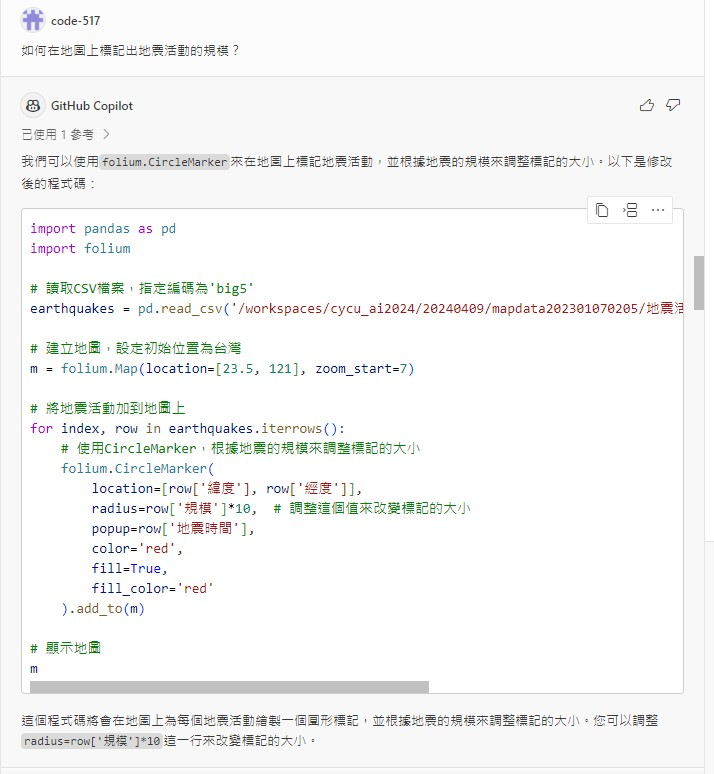 code-517
如何在地圖上標記出地震活動的規模？
GitHub Copilot
已使用 1 參考
我們可以使用folium.CircleMarker來在地圖上標記地震活動，並根據地震的規模來調整標記的大小。以下是修改
後的程式碼：
import pandas as pd
import folium
# 讀取CSV檔案，指定編碼為'big5'
earthquakes = pd.read_csv('/workspaces/cycu_ai2024/20240409/mapdata202301070205/地震活
# 建立地圖，設定初始位置為台灣
m = folium.Map(location=[23.5, 121], zoom_start=7)
# 將地震活動加到地圖上
for index, row in earthquakes.iterrows():
    # 使用CircleMarker，根據地震的規模來調整標記的大小
    folium.CircleMarker(
        location=[row['緯度'], row['經度']],
        radius=row['規模']*10,  # 調整這個值來改變標記的大小
        popup=row['地震時間'],
        color='red',
        fill=True,
        fill_color='red'
    ).add_to(m)
# 顯示地圖
m
這個程式碼將會在地圖上為每個地震活動繪製一個圓形標記，並根據地震的規模來調整標記的大小。您可以調整
radius=row['規模']*10這一行來改變標記的大小。